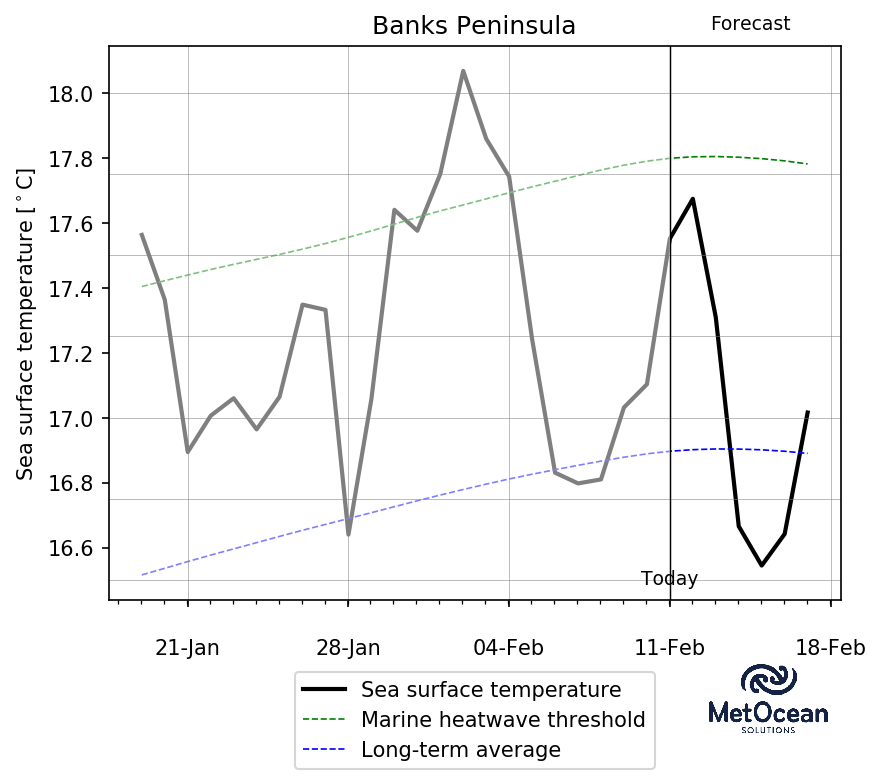 Banks Peninsula
Forecast
Sea surface temperature [°C]
18.0
17.8
17.6
17.4
17.2
17.0
16.8
16.6
Today
21-Jan 28-Jan 04-Feb 11-Feb 18-Feb
Sea surface temperature
Marine heatwave threshold
Long-term average
MetOcean
SOLUTIONS